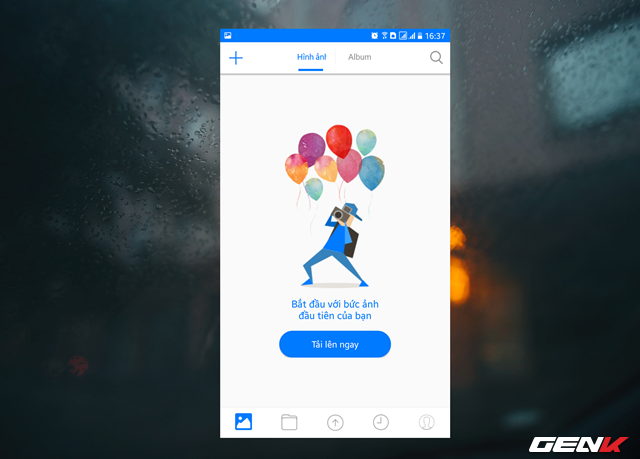 16:37
Hình ảnh Album
Bắt đầu với bức ảnh
đầu tiên của bạn
Tải lên ngay
GENK